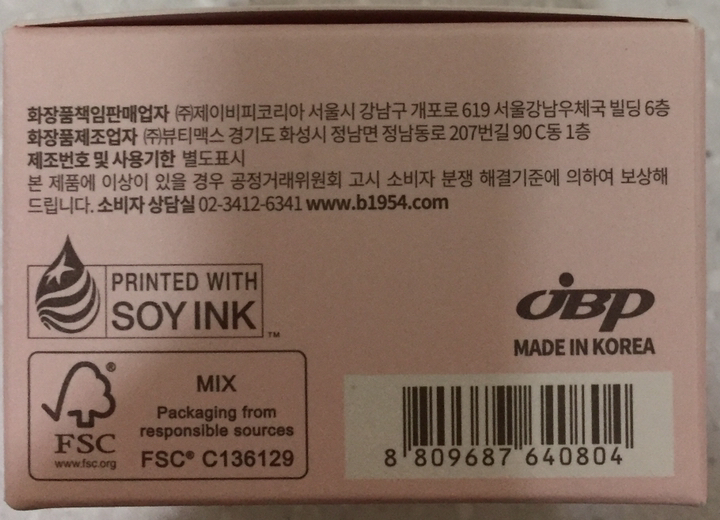 화장품책임판매업자 ㈜제이비피코리아 서울시 강남구 개포로 619 서울강남우체국 빌딩 6층
화장품제조업자 ㈜뷰티맥스 경기도 화성시 정남면 정남동로 207번길 90 C동 1층
제조번호 및 사용기한 별도표시
본 제품에 이상이 있을 경우 공정거래위원회 고시 소비자 분쟁 해결기준에 의하여 보상해
드립니다. 소비자 상담실 02-3412-6341 www.b1954.com
PRINTED WITH
SOY INK ™
JBP
MADE IN KOREA
FSC®
www.fsc.org
MIX
Packaging from
responsible sources
FSC® C136129
8 809687 640804